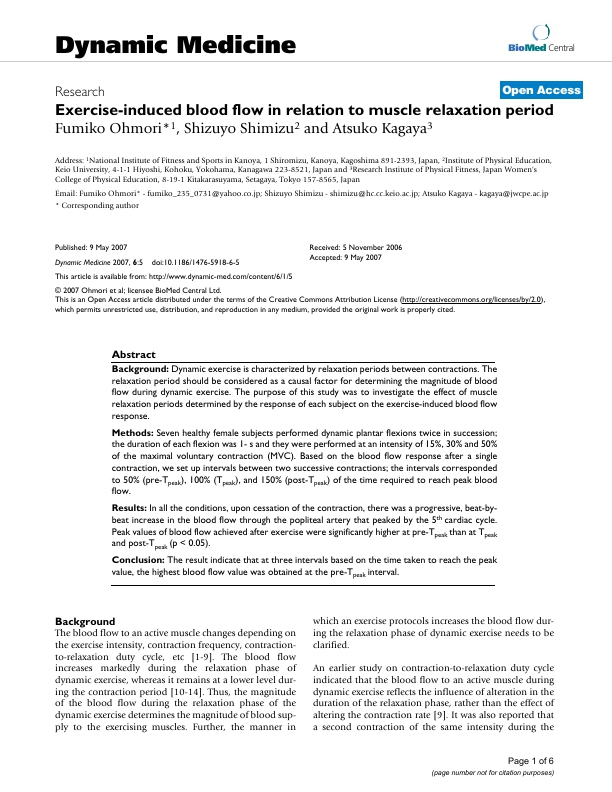 Dynamic Medicine
BioMed Central
Research
Open Access
Exercise-induced blood flow in relation to muscle relaxation period
Fumiko Ohmori*1, Shizuyo Shimizu2 and Atsuko Kagaya3
Address: 1National Institute of Fitness and Sports in Kanoya, 1 Shiromizu, Kanoya, Kagoshima 891-2393, Japan, 2Institute of Physical Education,
Keio University, 4-1-1 Hiyoshi, Kohoku, Yokohama, Kanagawa 223-8521, Japan and 3Research Institute of Physical Fitness, Japan Women's
College of Physical Education, 8-19-1 Kitakarasuyama, Setagaya, Tokyo 157-8565, Japan
Email: Fumiko Ohmori* - fumiko_235_0731@yahoo.co.jp; Shizuyo Shimizu - shimizu@hc.cc.keio.ac.jp; Atsuko Kagaya - kagaya@jwcpe.ac.jp
* Corresponding author
Published: 9 May 2007
Dynamic Medicine 2007, 6:5 doi:10.1186/1476-5918-6-5
Received: 5 November 2006
Accepted: 9 May 2007
This article is available from: http://www.dynamic-med.com/content/6/1/5
© 2007 Ohmori et al; licensee BioMed Central Ltd.
This is an Open Access article distributed under the terms of the Creative Commons Attribution License (http://creativecommons.org/licenses/by/2.0),
which permits unrestricted use, distribution, and reproduction in any medium, provided the original work is properly cited.
Abstract
Background: Dynamic exercise is characterized by relaxation periods between contractions. The
relaxation period should be considered as a causal factor for determining the magnitude of blood
flow during dynamic exercise. The purpose of this study was to investigate the effect of muscle
relaxation periods determined by the response of each subject on the exercise-induced blood flow
response.
Methods: Seven healthy female subjects performed dynamic plantar flexions twice in succession;
the duration of each flexion was 1- s and they were performed at an intensity of 15%, 30% and 50%
of the maximal voluntary contraction (MVC). Based on the blood flow response after a single
contraction, we set up intervals between two successive contractions; the intervals corresponded
to 50% (pre-Tpeak), 100% (Tpeak), and 150% (post-Tpeak) of the time required to reach peak blood
flow.
Results: In all the conditions, upon cessation of the contraction, there was a progressive, beat-by-
beat increase in the blood flow through the popliteal artery that peaked by the 5th cardiac cycle.
Peak values of blood flow achieved after exercise were significantly higher at pre-Tpeak than at Tpeak
and post-Tpeak (p < 0.05).
Conclusion: The result indicate that at three intervals based on the time taken to reach the peak
value, the highest blood flow value was obtained at the pre-Tpeak interval.
Background
The blood flow to an active muscle changes depending on
the exercise intensity, contraction frequency, contraction-
to-relaxation duty cycle, etc [1-9]. The blood flow
increases markedly during the relaxation phase of
dynamic exercise, whereas it remains at a lower level dur-
ing the contraction period [10-14]. Thus, the magnitude
of the blood flow during the relaxation phase of the
dynamic exercise determines the magnitude of blood sup-
ply to the exercising muscles. Further, the manner in
which an exercise protocols increases the blood flow dur-
ing the relaxation phase of dynamic exercise needs to be
clarified.
An earlier study on contraction-to-relaxation duty cycle
indicated that the blood flow to an active muscle during
dynamic exercise reflects the influence of alteration in the
duration of the relaxation phase, rather than the effect of
altering the contraction rate [9]. It was also reported that
a second contraction of the same intensity during the
Page 1 of 6
(page number not for citation purposes)